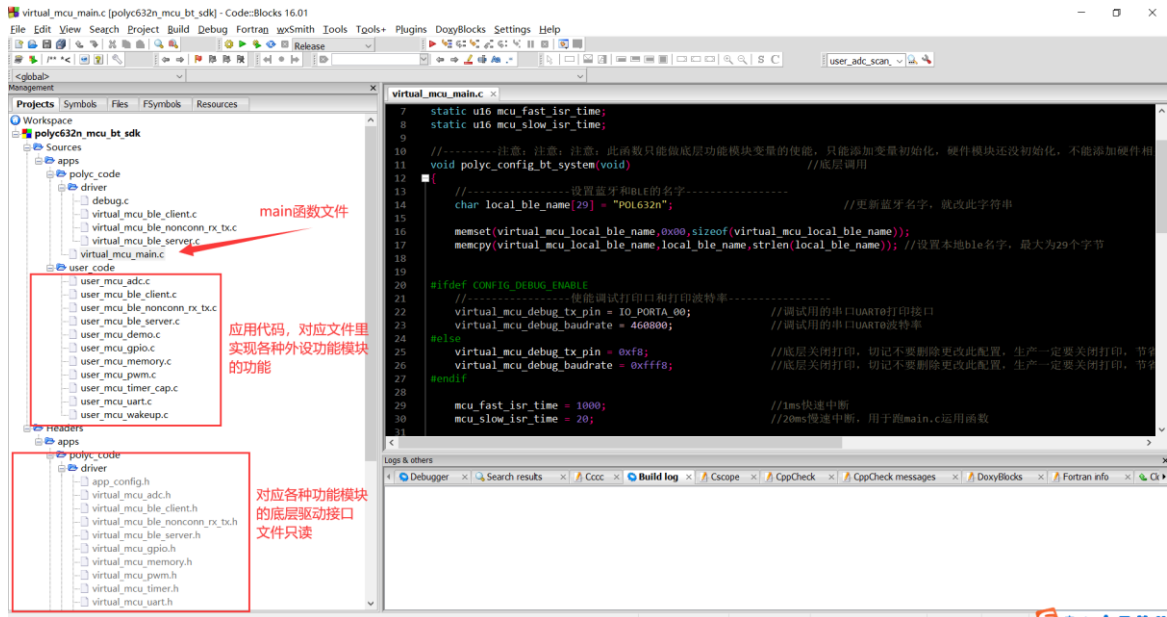 virtual_mcu_main.c [polyc632n_mcu_bt_sdk] - Code::Blocks 16.01
File Edit View Search Project Build Debug Fortran wxSmith Tools Tools+ Plugins DoxyBlocks Settings Help
Release
user_adc_scan_
<global>
Management
Projects Symbols Files FSymbols Resources
Workspace
polyc632n_mcu_bt_sdk
Sources
apps
polyc_code
driver
debug.c
virtual_mcu_ble_client.c
virtual_mcu_ble_nonconn_rx_tx.c
virtual_mcu_ble_server.c
virtual_mcu_main.c
user_code
user_mcu_adc.c
user_mcu_ble_client.c
user_mcu_ble_nonconn_rx_tx.c
user_mcu_ble_server.c
user_mcu_demo.c
user_mcu_gpio.c
user_mcu_memory.c
user_mcu_pwm.c
user_mcu_timer_cap.c
user_mcu_uart.c
user_mcu_wakeup.c
Headers
apps
polyc_code
driver
app_config.h
virtual_mcu_adc.h
virtual_mcu_ble_client.h
virtual_mcu_ble_nonconn_rx_tx.h
virtual_mcu_ble_server.h
virtual_mcu_gpio.h
virtual_mcu_memory.h
virtual_mcu_pwm.h
virtual_mcu_timer.h
virtual_mcu_uart.h
main函数文件
应用代码，对应文件里
实现各种外设功能模块
的功能
对应各种功能模块
的底层驱动接口
文件只读
virtual_mcu_main.c
7 static u16 mcu_fast_isr_time;
8 static u16 mcu_slow_isr_time;
9
10 //---------注意：注意：注意：此函数只能做底层功能模块变量的使能，只能添加变量初始化，硬件模块还没初始化，不能添加硬件相
11 void polyc_config_bt_system(void) //底层调用
12 {
13 //-----------------设置蓝牙和BLE的名字-----------------
14 char local_ble_name[29] = "POL632n"; //更新蓝牙名字，就改此字符串
15
16 memset(virtual_mcu_local_ble_name,0x00,sizeof(virtual_mcu_local_ble_name));
17 memcpy(virtual_mcu_local_ble_name,local_ble_name,strlen(local_ble_name)); //设置本地ble名字，最大为29个字节
18
19
20 #ifdef CONFIG_DEBUG_ENABLE
21 //-----------------使能调试打印口和打印波特率-----------------
22 virtual_mcu_debug_tx_pin = IO_PORTA_00; //调试用的串口UART0打印接口
23 virtual_mcu_debug_baudrate = 460800; //调试用的串口UART0波特率
24 #else
25 virtual_mcu_debug_tx_pin = 0xf8; //底层关闭打印，切记不要删除更改此配置，生产一定要关闭打印，节省
26 virtual_mcu_debug_baudrate = 0xfff8; //底层关闭打印，切记不要删除更改此配置，生产一定要关闭打印，节省
27 #endif
28
29 mcu_fast_isr_time = 1000; //1ms快速中断
30 mcu_slow_isr_time = 20; //20ms慢速中断，用于跑main.c运用函数
31
Logs & others
Debugger Search results Cccc Build log Cscope CppCheck CppCheck messages DoxyBlocks Fortran info